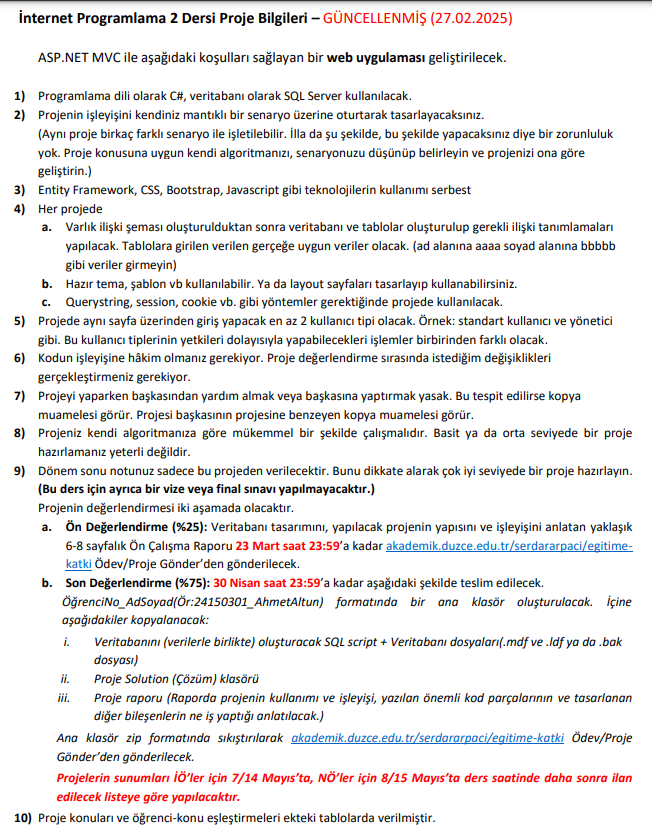 İnternet Programlama 2 Dersi Proje Bilgileri – GÜNCELLENMİŞ (27.02.2025)
ASP.NET MVC ile aşağıdaki koşulları sağlayan bir web uygulaması geliştirilecek.
1) Programlama dili olarak C#, veritabanı olarak SQL Server kullanılacak.
2) Projenin işleyişini kendiniz mantıklı bir senaryo üzerine oturtarak tasarlayacaksınız.
(Aynı proje birkaç farklı senaryo ile işletilebilir. İlla da şu şekilde, bu şekilde yapacaksınız diye bir zorunluluk
yok. Proje konusuna uygun kendi algoritmanızı, senaryonuzu düşünüp belirleyin ve projenizi ona göre
geliştirin.)
3) Entity Framework, CSS, Bootstrap, Javascript gibi teknolojilerin kullanımı serbest
4) Her projede
a. Varlık ilişki şeması oluşturulduktan sonra veritabanı ve tablolar oluşturulup gerekli ilişki tanımlamaları
yapılacak. Tablolara girilen verilen gerçeğe uygun veriler olacak. (ad alanına aaaa soyad alanına bbbbb
gibi veriler girmeyin)
b. Hazır tema, şablon vb kullanılabilir. Ya da layout sayfaları tasarlayıp kullanabilirsiniz.
c. Querystring, session, cookie vb. gibi yöntemler gerektiğinde projede kullanılacak.
5) Projede aynı sayfa üzerinden giriş yapacak en az 2 kullanıcı tipi olacak. Örnek: standart kullanıcı ve yönetici
gibi. Bu kullanıcı tiplerinin yetkileri dolayısıyla yapabilecekleri işlemler birbirinden farklı olacak.
6) Kodun işleyişine hâkim olmanız gerekiyor. Proje değerlendirme sırasında istediğim değişiklikleri
gerçekleştirmeniz gerekiyor.
7) Projeyi yaparken başkasından yardım almak veya başkasına yaptırmak yasak. Bu tespit edilirse kopya
muamelesi görür. Projesi başkasının projesine benzeyen kopya muamelesi görür.
8) Projeniz kendi algoritmanıza göre mükemmel bir şekilde çalışmalıdır. Basit ya da orta seviyede bir proje
hazırlamanız yeterli değildir.
9) Dönem sonu notunuz sadece bu projeden verilecektir. Bunu dikkate alarak çok iyi seviyede bir proje hazırlayın.
(Bu ders için ayrıca bir vize veya final sınavı yapılmayacaktır.)
Projenin değerlendirmesi iki aşamada olacaktır.
a. Ön Değerlendirme (%25): Veritabanı tasarımını, yapılacak projenin yapısını ve işleyişini anlatan yaklaşık
6-8 sayfalık Ön Çalışma Raporu 23 Mart saat 23:59’a kadar akademik.duzce.edu.tr/serdararpaci/egitime-
katki Ödev/Proje Gönder’den gönderilecek.
b. Son Değerlendirme (%75): 30 Nisan saat 23:59’a kadar aşağıdaki şekilde teslim edilecek.
ÖğrenciNo_AdSoyad(Ör:24150301_AhmetAltun) formatında bir ana klasör oluşturulacak. İçine
aşağıdakiler kopyalanacak:
i. Veritabanını (verilerle birlikte) oluşturacak SQL script + Veritabanı dosyaları(.mdf ve .ldf ya da .bak
dosyası)
ii. Proje Solution (Çözüm) klasörü
iii. Proje raporu (Raporda projenin kullanımı ve işleyişi, yazılan önemli kod parçalarının ve tasarlanan
diğer bileşenlerin ne iş yaptığı anlatılacak.)
Ana klasör zip formatında sıkıştırılarak akademik.duzce.edu.tr/serdararpaci/egitime-katki Ödev/Proje
Gönder’den gönderilecek.
Projelerin sunumları İÖ’ler için 7/14 Mayıs’ta, NÖ’ler için 8/15 Mayıs’ta ders saatinde daha sonra ilan
edilecek listeye göre yapılacaktır.
10) Proje konuları ve öğrenci-konu eşleştirmeleri ekteki tablolarda verilmiştir.